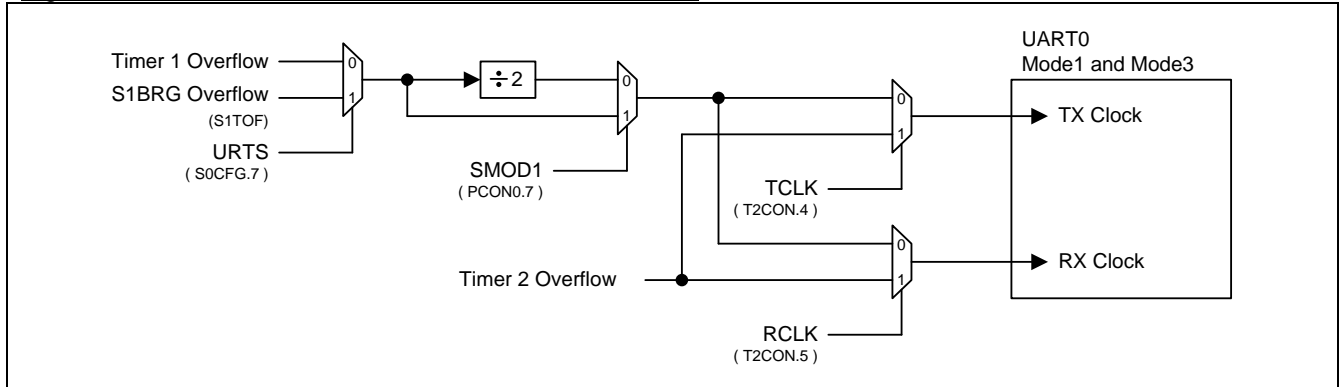 Timer 1 Overflow
S1BRG Overflow
(S1TOF)
URTS
( S0CFG.7 )
0
1
÷2
0
1
SMOD1
( PCON0.7 )
Timer 2 Overflow
0
1
TCLK
( T2CON.4 )
0
1
RCLK
( T2CON.5 )
UART0
Mode1 and Mode3
TX Clock
RX Clock